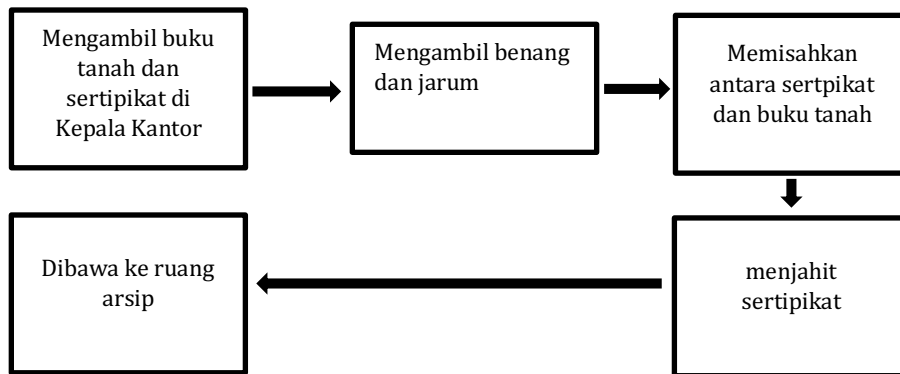 Mengambil buku
tanah dan
sertipikat di
Kepala Kantor
Mengambil benang
dan jarum
Memisahkan
antara sertpikat
dan buku tanah
menjahit
sertipikat
Dibawa ke ruang
arsip